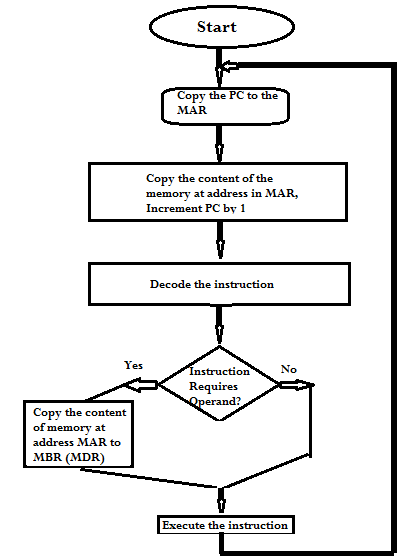 Start
Copy the PC to the
MAR
Copy the content of the
memory at address in MAR,
Increment PC by 1
Decode the instruction
Instruction
Requires
Operand?
Yes
No
Copy the content
of memory at
address MAR to
MBR (MDR)
Execute the instruction